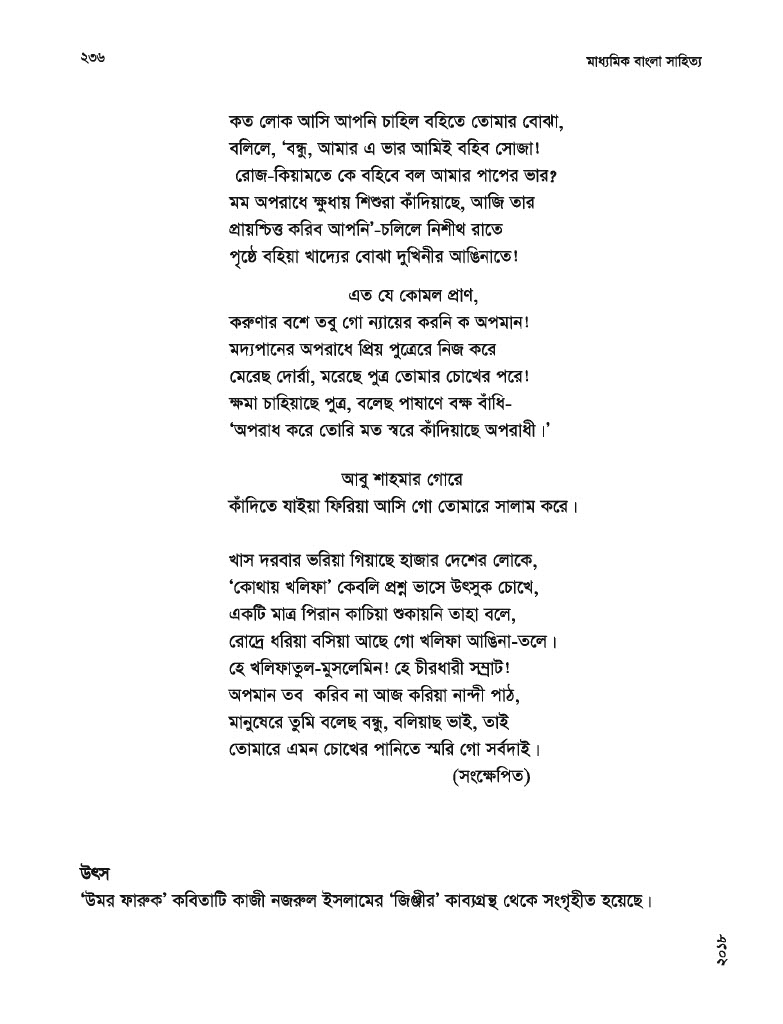 ২৩৬
মাধ্যমিক বাংলা সাহিত্য
কত লোক আসি আপনি চাহিল বহিতে তোমার বোঝা,
বলিলে, ‘বন্ধু, আমার এ ভার আমিই বহিব সোজা!
রোজ-কিয়ামতে কে বহিবে বল আমার পাপের ভার?
মম অপরাধে ক্ষুধায় শিশুরা কাঁদিয়াছে, আজি তার
প্রায়শ্চিত্ত করিব আপনি’-চলিলে নিশীথ রাতে
পৃষ্ঠে বহিয়া খাদ্যের বোঝা দুখিনীর আঙিনাতে!
এত যে কোমল প্রাণ,
করুণার বশে তবু গো ন্যায়ের করনি ক অপমান!
মদ্যপানের অপরাধে প্রিয় পুত্রেরে নিজ করে
মেরেছ দোর্রা, মরেছে পুত্র তোমার চোখের পরে!
ক্ষমা চাহিয়াছে পুত্র, বলেছ পাষাণে বক্ষ বাঁধি-
‘অপরাধ করে তোরি মত স্বরে কাঁদিয়াছে অপরাধী।’
আবু শাহমার গোরে
কাঁদিতে যাইয়া ফিরিয়া আসি গো তোমারে সালাম করে।
খাস দরবার ভরিয়া গিয়াছে হাজার দেশের লোকে,
‘কোথায় খলিফা’ কেবলি প্রশ্ন ভাসে উৎসুক চোখে,
একটি মাত্র পিরান কাচিয়া শুকায়নি তাহা বলে,
রোদ্রে ধরিয়া বসিয়া আছে গো খলিফা আঙিনা-তলে।
হে খলিফাতুল-মুসলেমিন! হে চীরধারী সম্রাট!
অপমান তব করিব না আজ করিয়া নান্দী পাঠ,
মানুষেরে তুমি বলেছ বন্ধু, বলিয়াছ ভাই, তাই
তোমারে এমন চোখের পানিতে স্মরি গো সর্বদাই।
(সংক্ষেপিত)
উৎস
‘উমর ফারুক’ কবিতাটি কাজী নজরুল ইসলামের ‘জিঞ্জীর’ কাব্যগ্রন্থ থেকে সংগৃহীত হয়েছে।
২০১৮